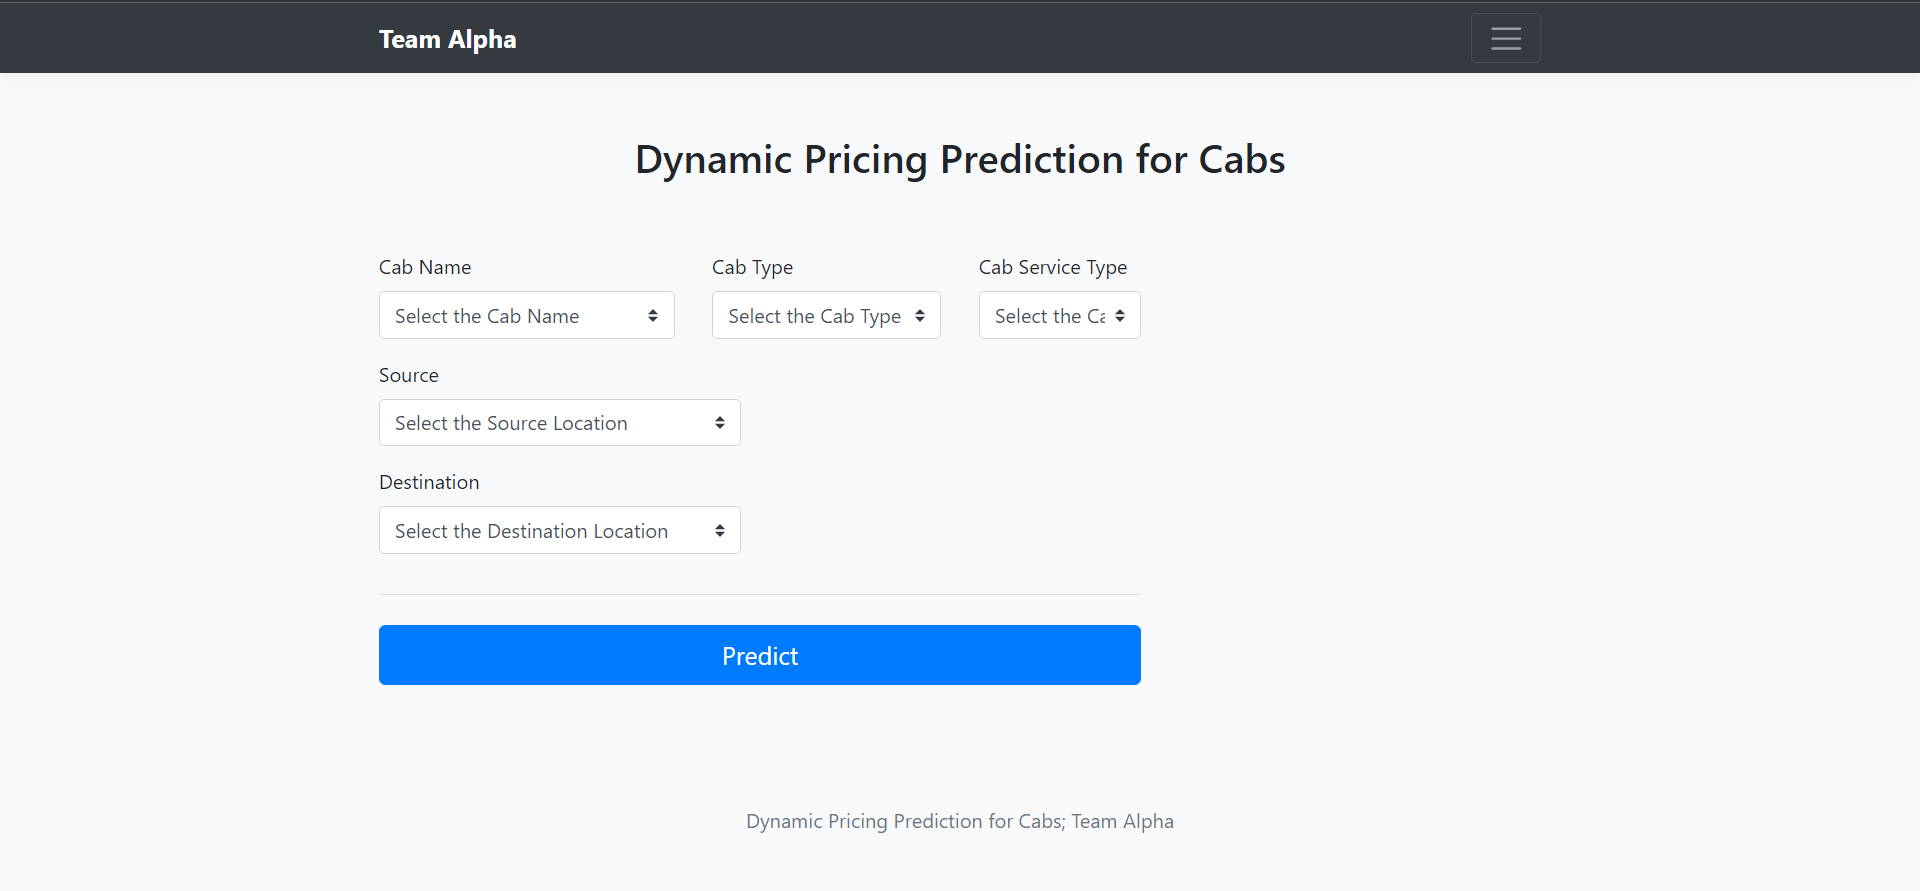 Team Alpha
Dynamic Pricing Prediction for Cabs
Cab Name
Cab Type
Cab Service Type
Select the Cab Name
Select the Cab Type
Select the Ca
Source
Select the Source Location
Destination
Select the Destination Location
Predict
Dynamic Pricing Prediction for Cabs; Team Alpha